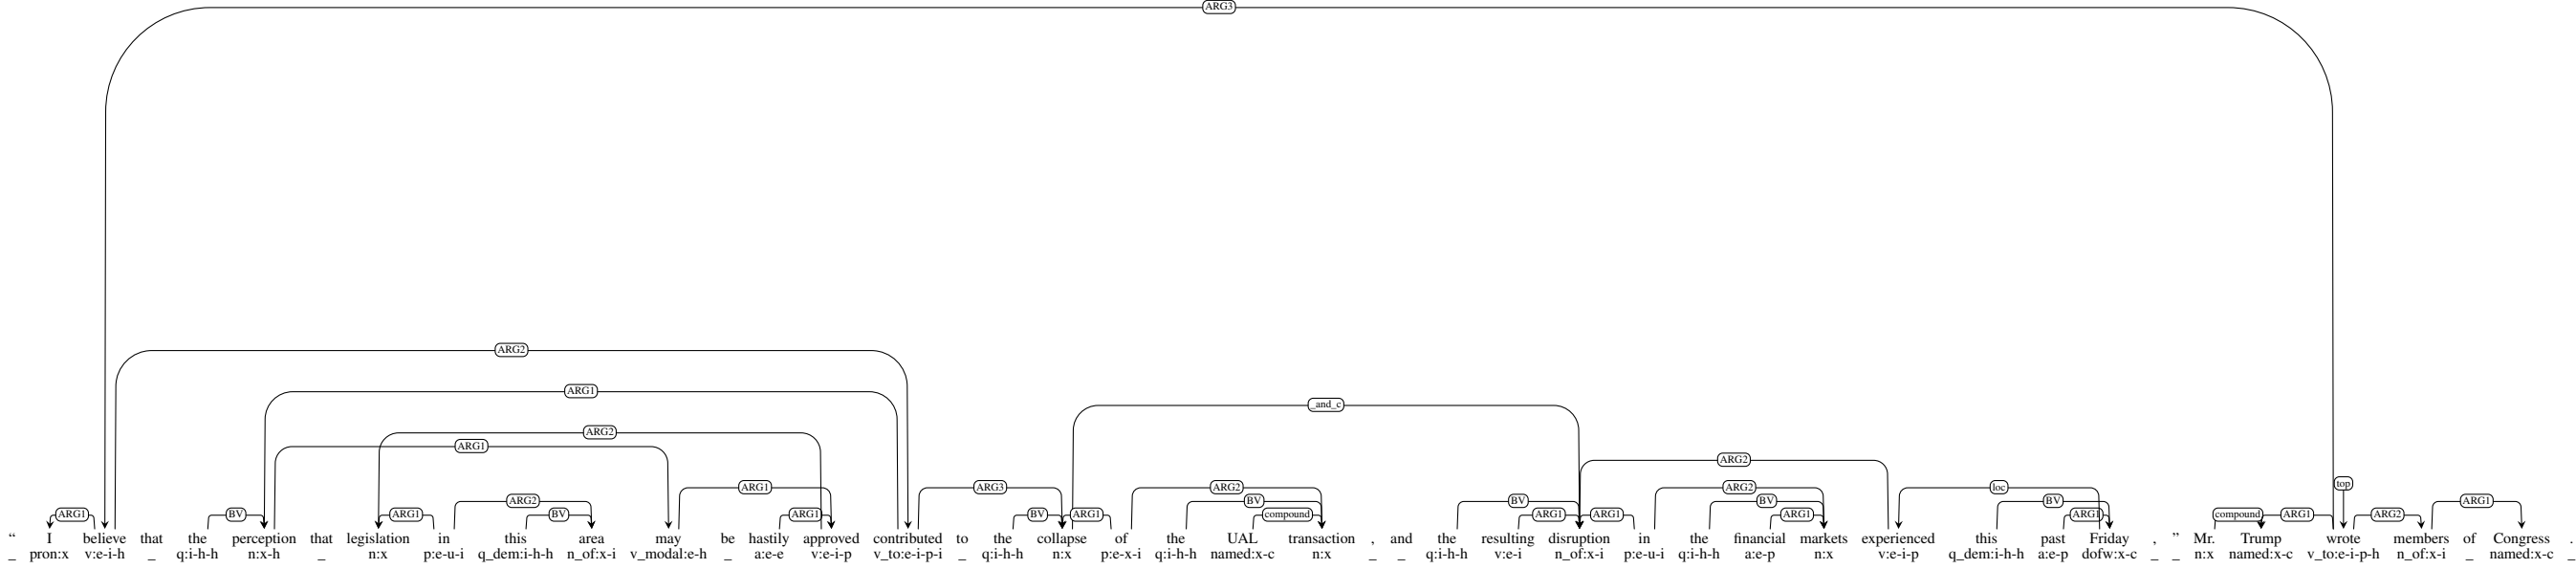 ARG3
ARG2
ARG1
_and_c
ARG2
ARG1
ARG2
top
ARG1 ARG3 ARG2 ARG2 loc
ARG2 BV BV BV BV ARG1
ARG1 BV ARG1 BV ARG1 BV ARG1 compound ARG1 ARG1 ARG1 ARG1 compound ARG1 ARG2
“ I believe that the perception that legislation in this area may be hastily approved contributed to the collapse of the UAL transaction , and the resulting disruption in the financial markets experienced this past Friday , ” Mr. Trump wrote members of Congress .
_ pron:x v:e-i-h _ q:i-h-h n:x-h _ n:x p:e-u-i q_dem:i-h-h n_of:x-i v_modal:e-h _ a:e-e v:e-i-p v_to:e-i-p-i _ q:i-h-h n:x p:e-x-i q:i-h-h named:x-c n:x _ _ q:i-h-h v:e-i n_of:x-i p:e-u-i q:i-h-h a:e-p n:x v:e-i-p q_dem:i-h-h a:e-p dofw:x-c _ _ n:x named:x-c v_to:e-i-p-h n_of:x-i _ named:x-c _